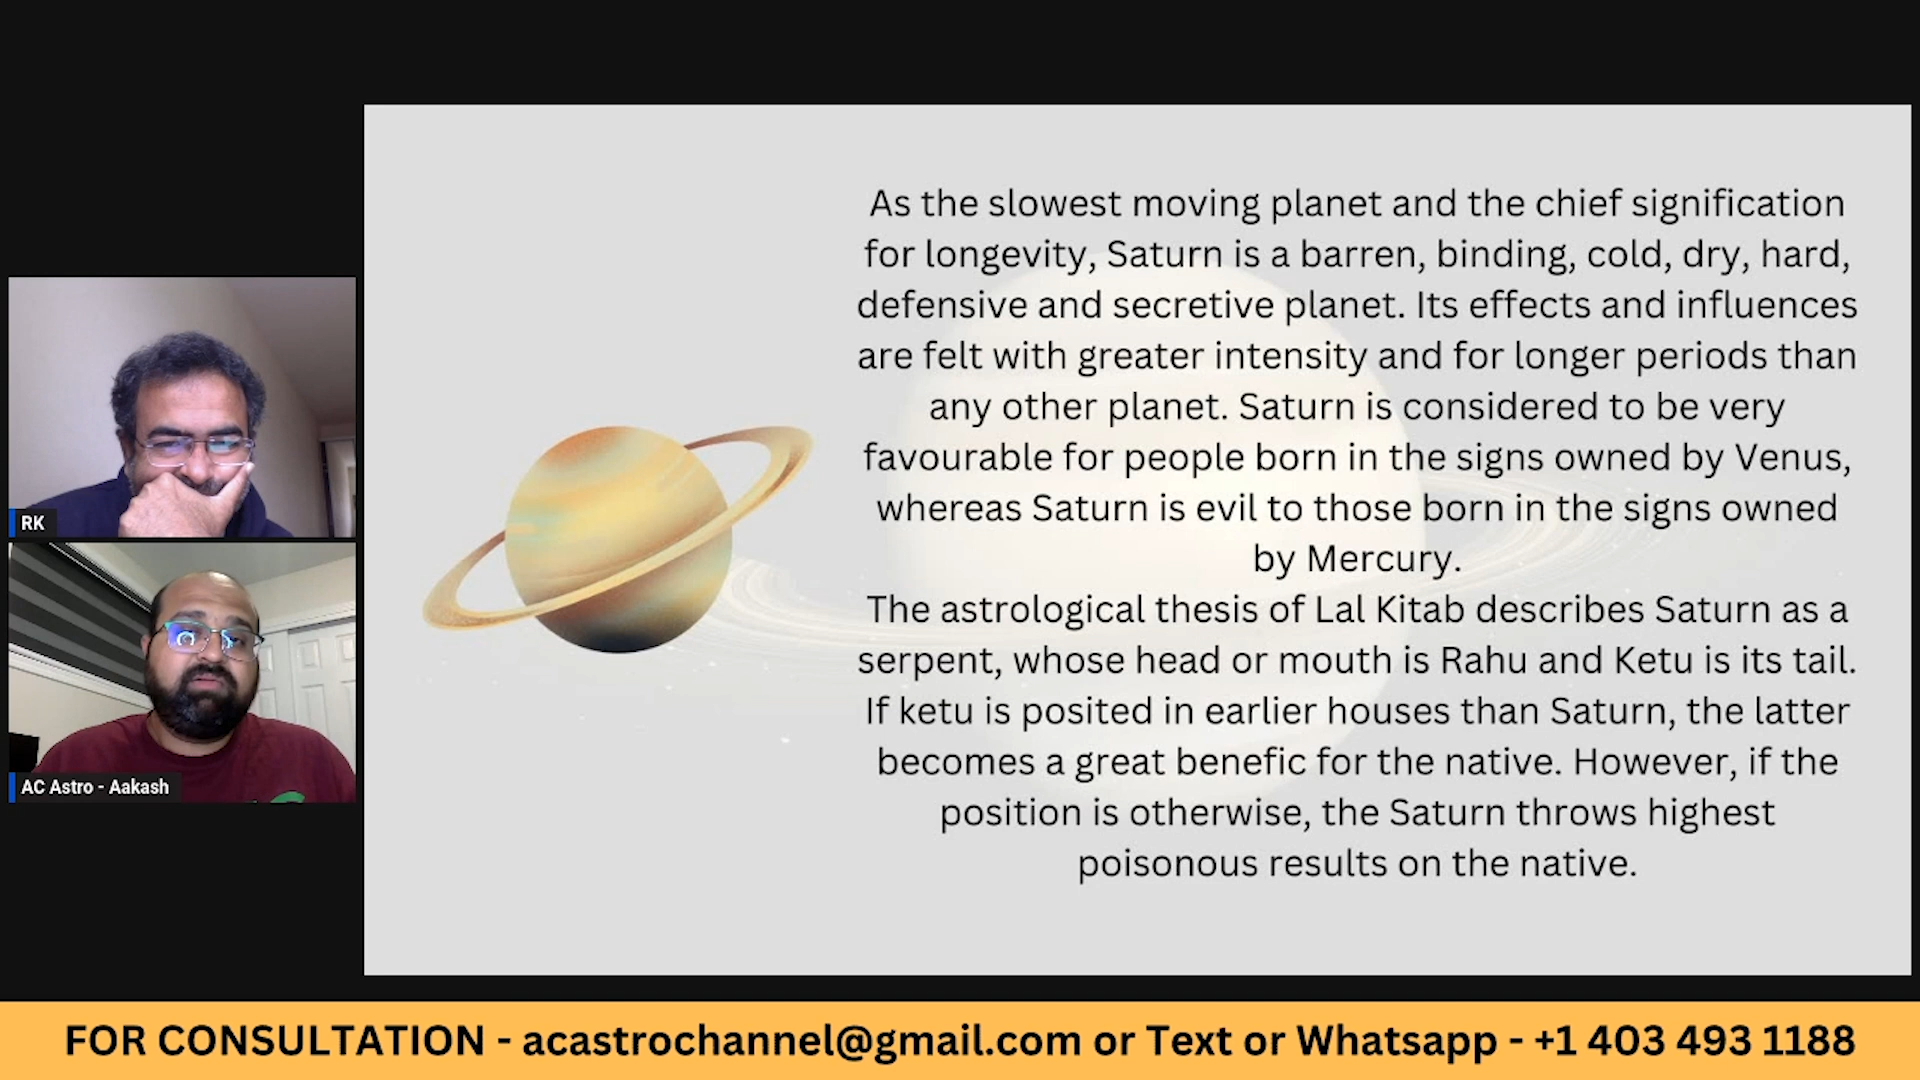 As the slowest moving planet and the chief signification
for longevity, Saturn is a barren, binding, cold, dry, hard,
defensive and secretive planet. Its effects and influences
are felt with greater intensity and for longer periods than
any other planet. Saturn is considered to be very
favourable for people born in the signs owned by Venus,
whereas Saturn is evil to those born in the signs owned
by Mercury.
The astrological thesis of Lal Kitab describes Saturn as a
serpent, whose head or mouth is Rahu and Ketu is its tail.
If ketu is posited in earlier houses than Saturn, the latter
becomes a great benefic for the native. However, if the
position is otherwise, the Saturn throws highest
poisonous results on the native.
RK
AC Astro - Aakash
FOR CONSULTATION - acastrochannel@gmail.com or Text or Whatsapp - +1 403 493 1188